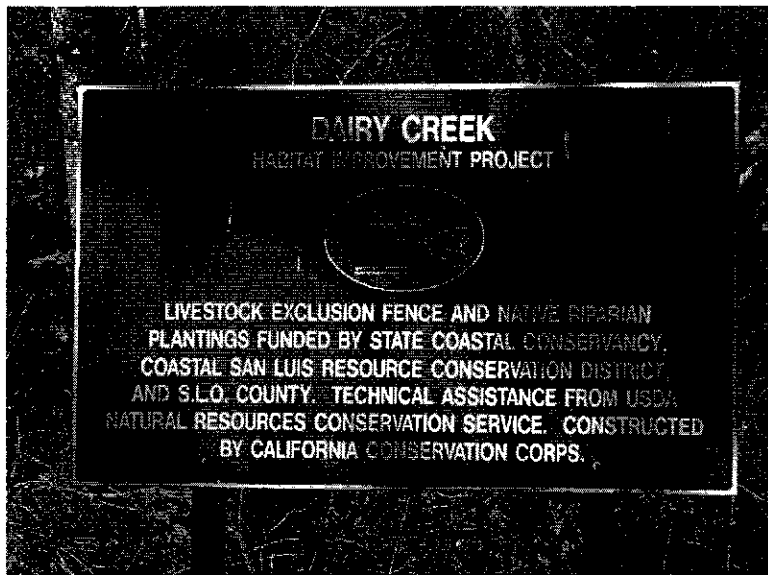 DAIRY CREEK
HABITAT IMPROVEMENT PROJECT
LIVESTOCK EXCLUSION FENCE AND NATIVE RIPARIAN
PLANTINGS FUNDED BY STATE COASTAL CONSERVANCY,
COASTAL SAN LUIS RESOURCE CONSERVATION DISTRICT
AND S.L.O. COUNTY. TECHNICAL ASSISTANCE FROM USDA
NATURAL RESOURCES CONSERVATION SERVICE. CONSTRUCTED
BY CALIFORNIA CONSERVATION CORPS.